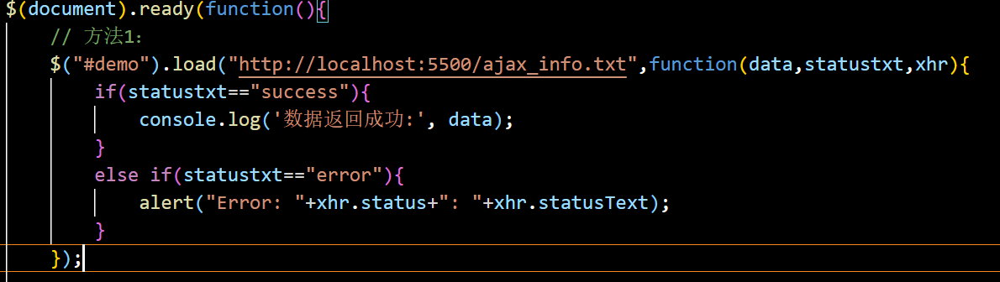 $(document).ready(function(){
// 方法1:
$("#demo").load("http://localhost:5500/ajax_info.txt",function(data,statustxt,xhr){
if(statustxt=="success"){
console.log('数据返回成功:', data);
}
else if(statustxt=="error"){
alert("Error: "+xhr.status+": "+xhr.statusText);
}
});